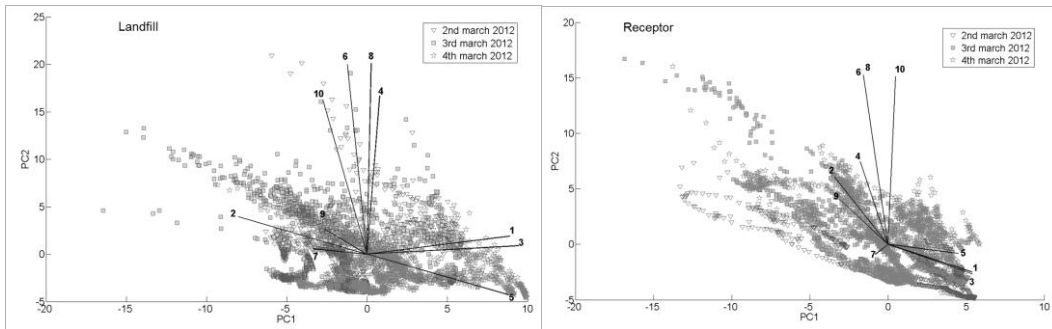 Landfill
▽ 2nd march 2012
3rd march 2012
☆ 4th march 2012
25
20
15
10
5
0
-5
PC2
-20 -15 -10 -5 0 5 10
PC1
6 8
10 4
2 9
7
1
3
5
Receptor
▽ 2nd march 2012
3rd march 2012
☆ 4th march 2012
20
15
10
5
0
-5
PC2
-20 -15 -10 -5 0 5 10
PC1
6 8 10
4
2
9
7
5
1
3